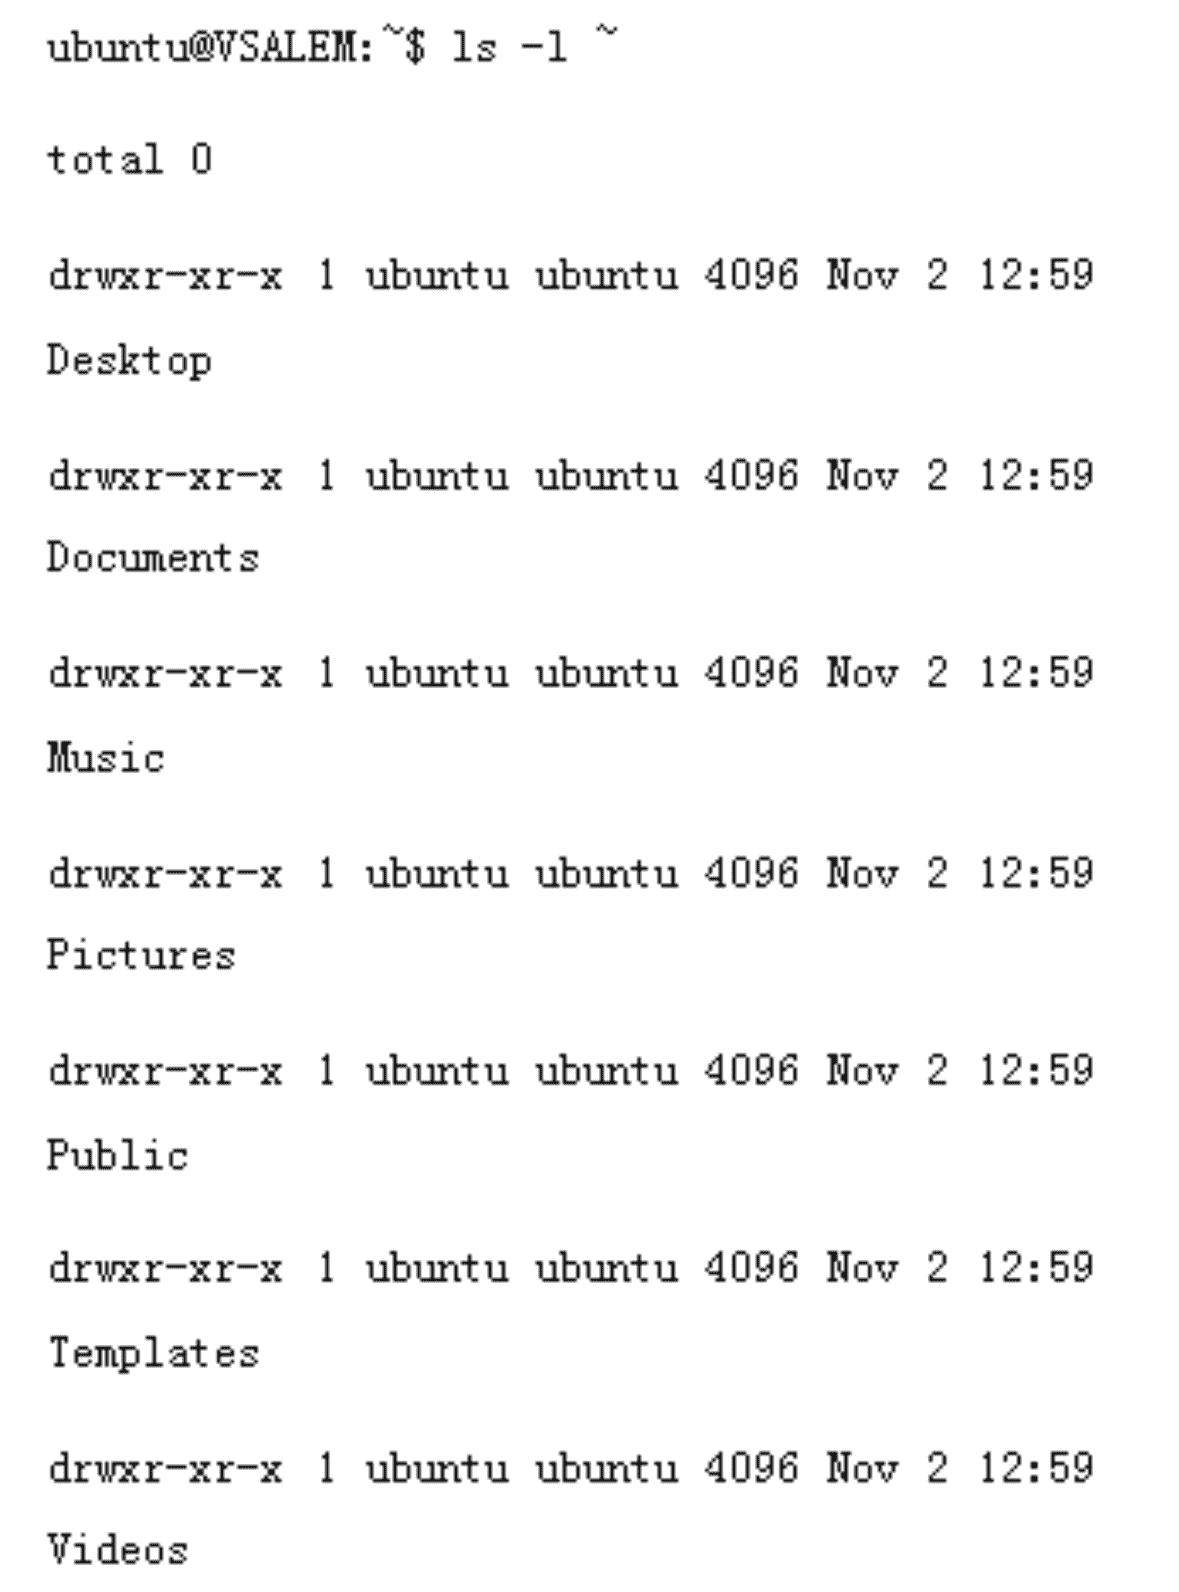 ubuntu@VSALEM:~$ ls -l ~
total 0
drwxr-xr-x 1 ubuntu ubuntu 4096 Nov 2 12:59
Desktop
drwxr-xr-x 1 ubuntu ubuntu 4096 Nov 2 12:59
Documents
drwxr-xr-x 1 ubuntu ubuntu 4096 Nov 2 12:59
Music
drwxr-xr-x 1 ubuntu ubuntu 4096 Nov 2 12:59
Pictures
drwxr-xr-x 1 ubuntu ubuntu 4096 Nov 2 12:59
Public
drwxr-xr-x 1 ubuntu ubuntu 4096 Nov 2 12:59
Templates
drwxr-xr-x 1 ubuntu ubuntu 4096 Nov 2 12:59
Videos